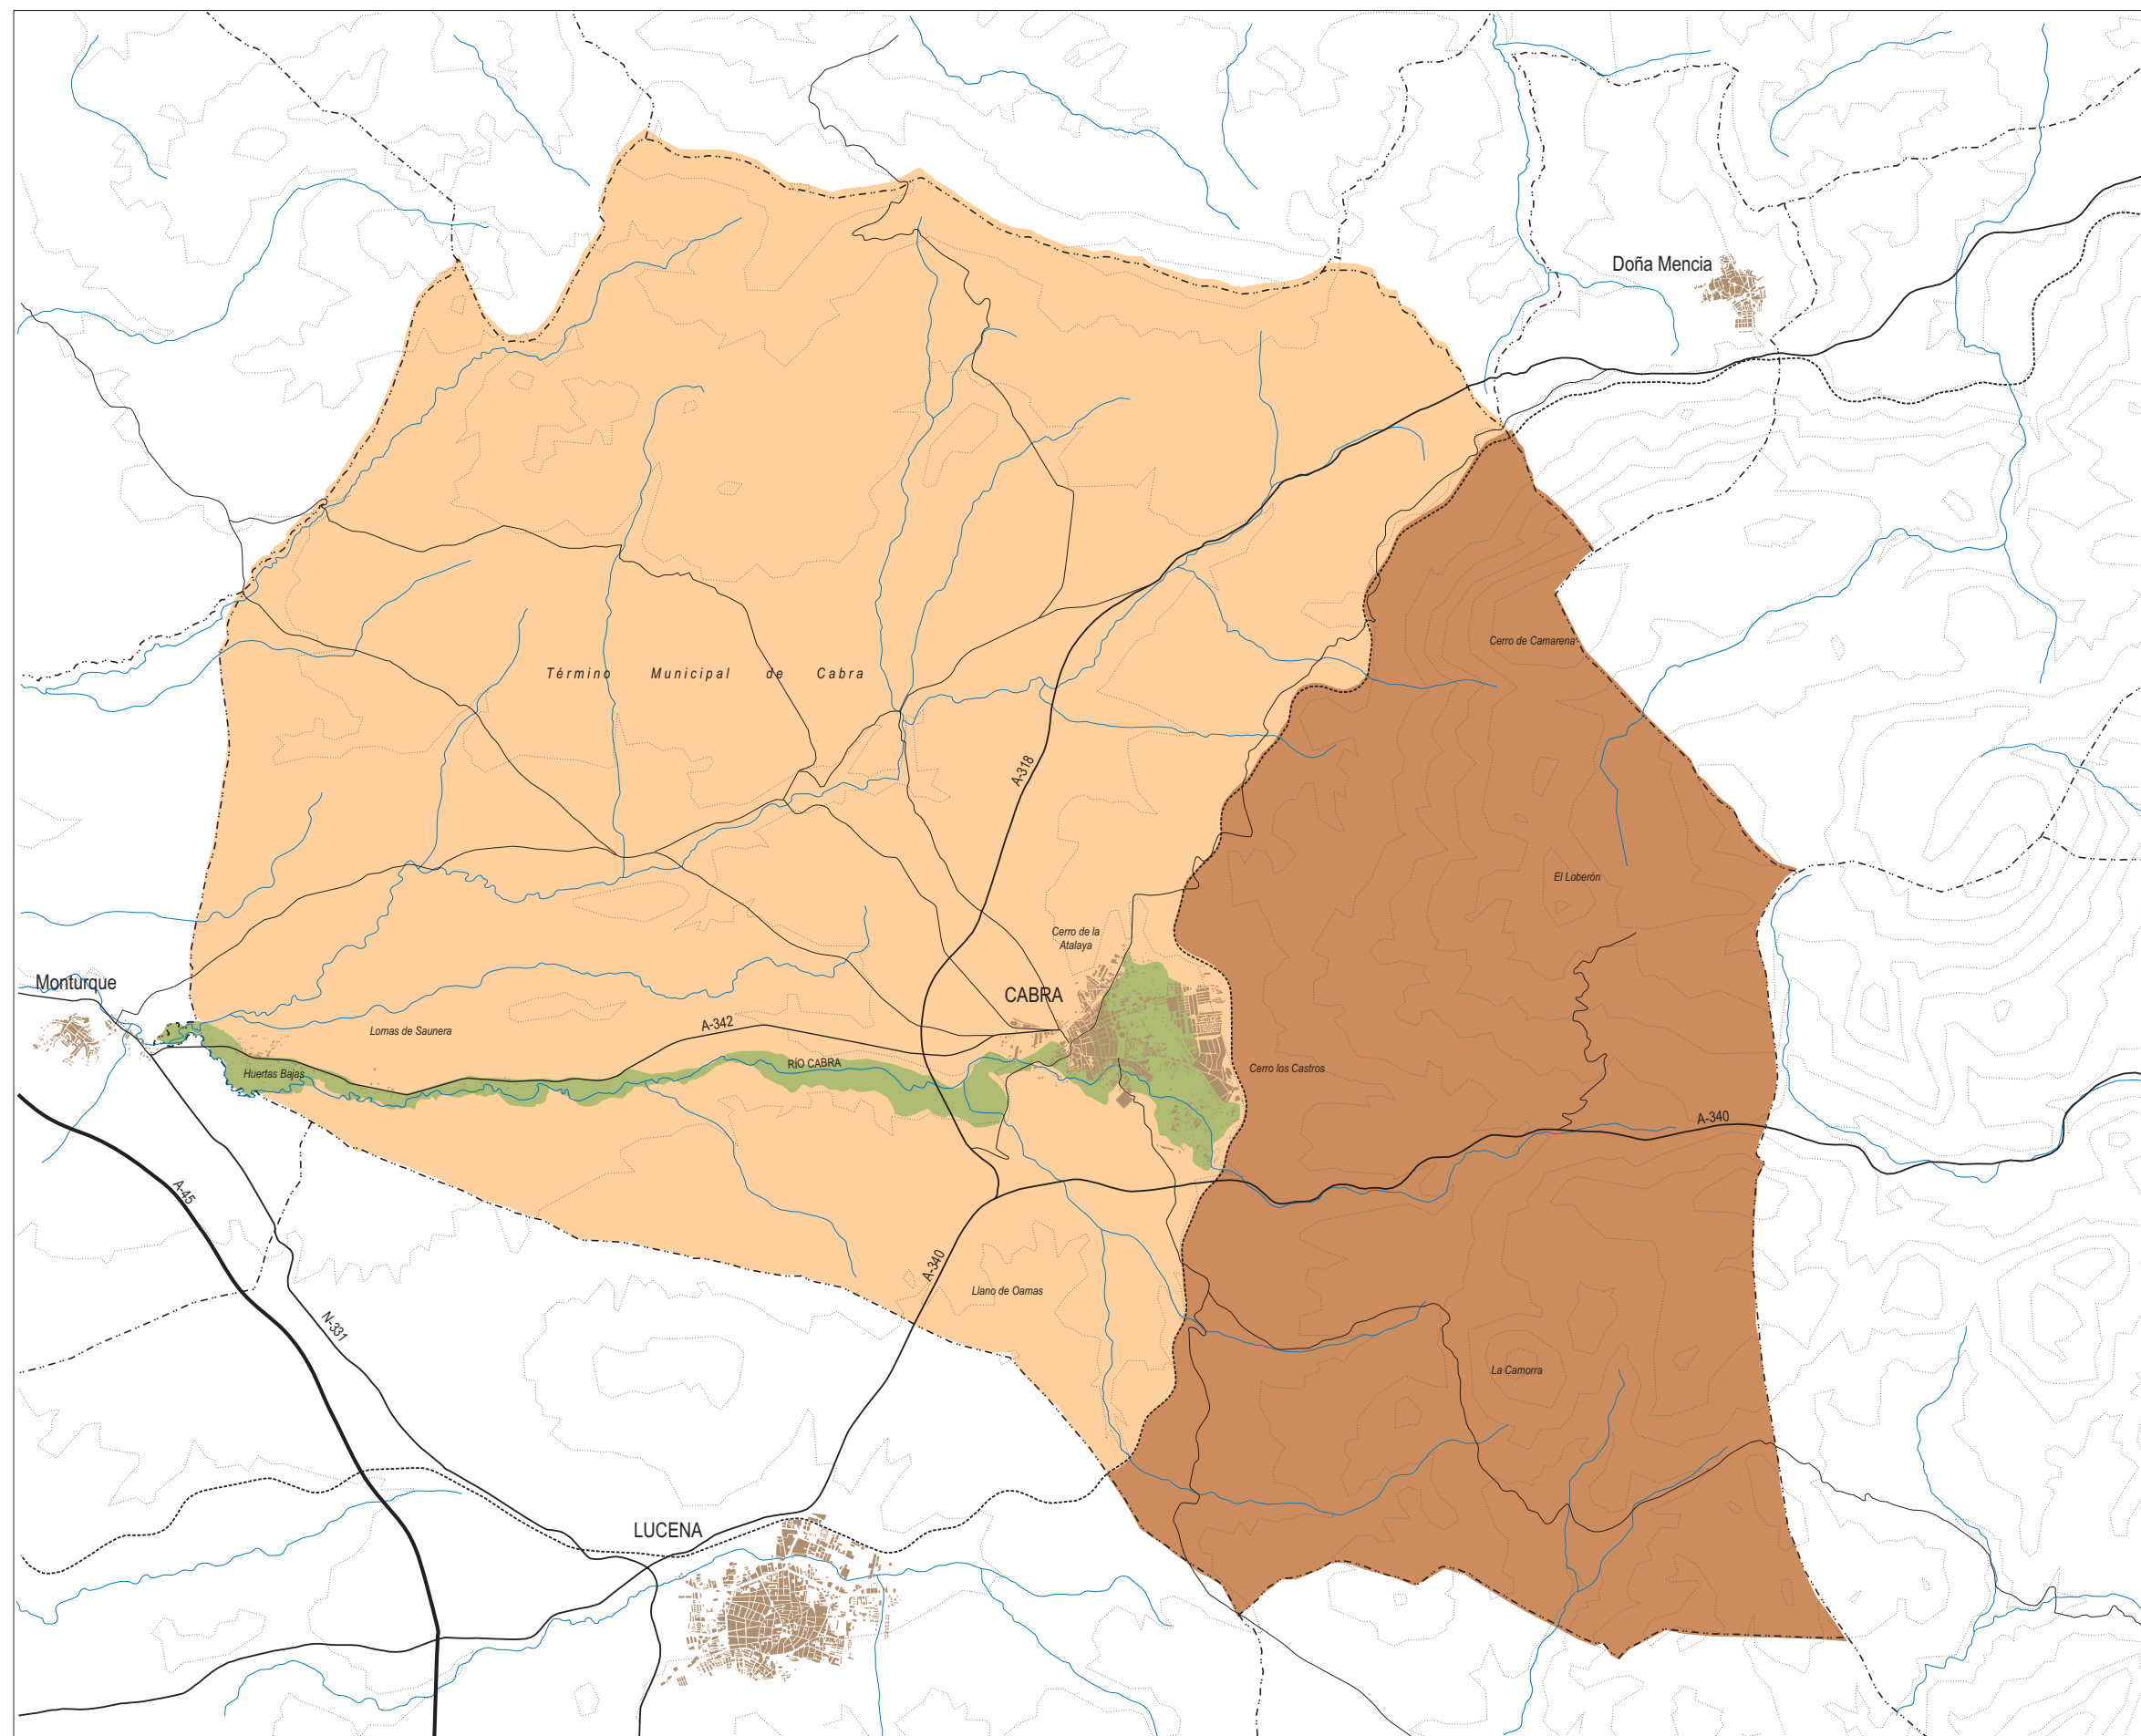 Doña Mencia
Cerro de Camarena
Término Municipal de Cabra
A-318
El Loberón
Cerro de la
Atalaya
Monturque
CABRA
A-342
Lomas de Saunera
RÍO CABRA
Huertas Bajas
Cerro los Castros
A-340
A-45
A-340
Llano de Oamas
N-331
La Camorra
LUCENA